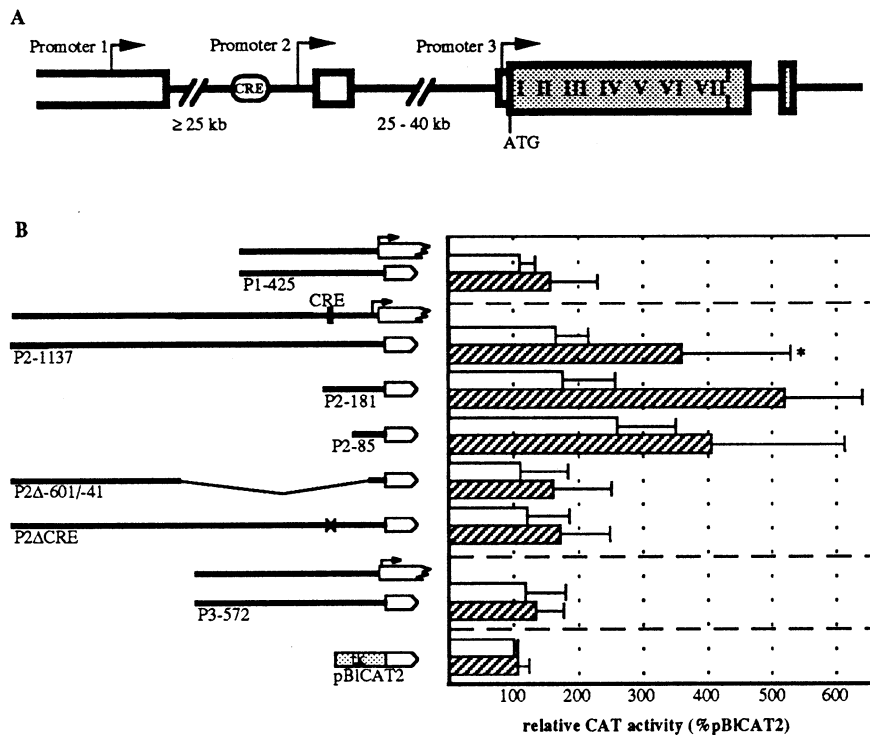 A
Promoter 1
Promoter 2
Promoter 3
CRE
I II III IV V VI VII
≥ 25 kb
25 - 40 kb
ATG
B
P1-425
CRE
P2-1137
*
P2-181
P2-85
P2Δ-601/-41
P2ΔCRE
P3-572
tk
pBlCAT2
100 200 300 400 500 600
relative CAT activity (%pBlCAT2)